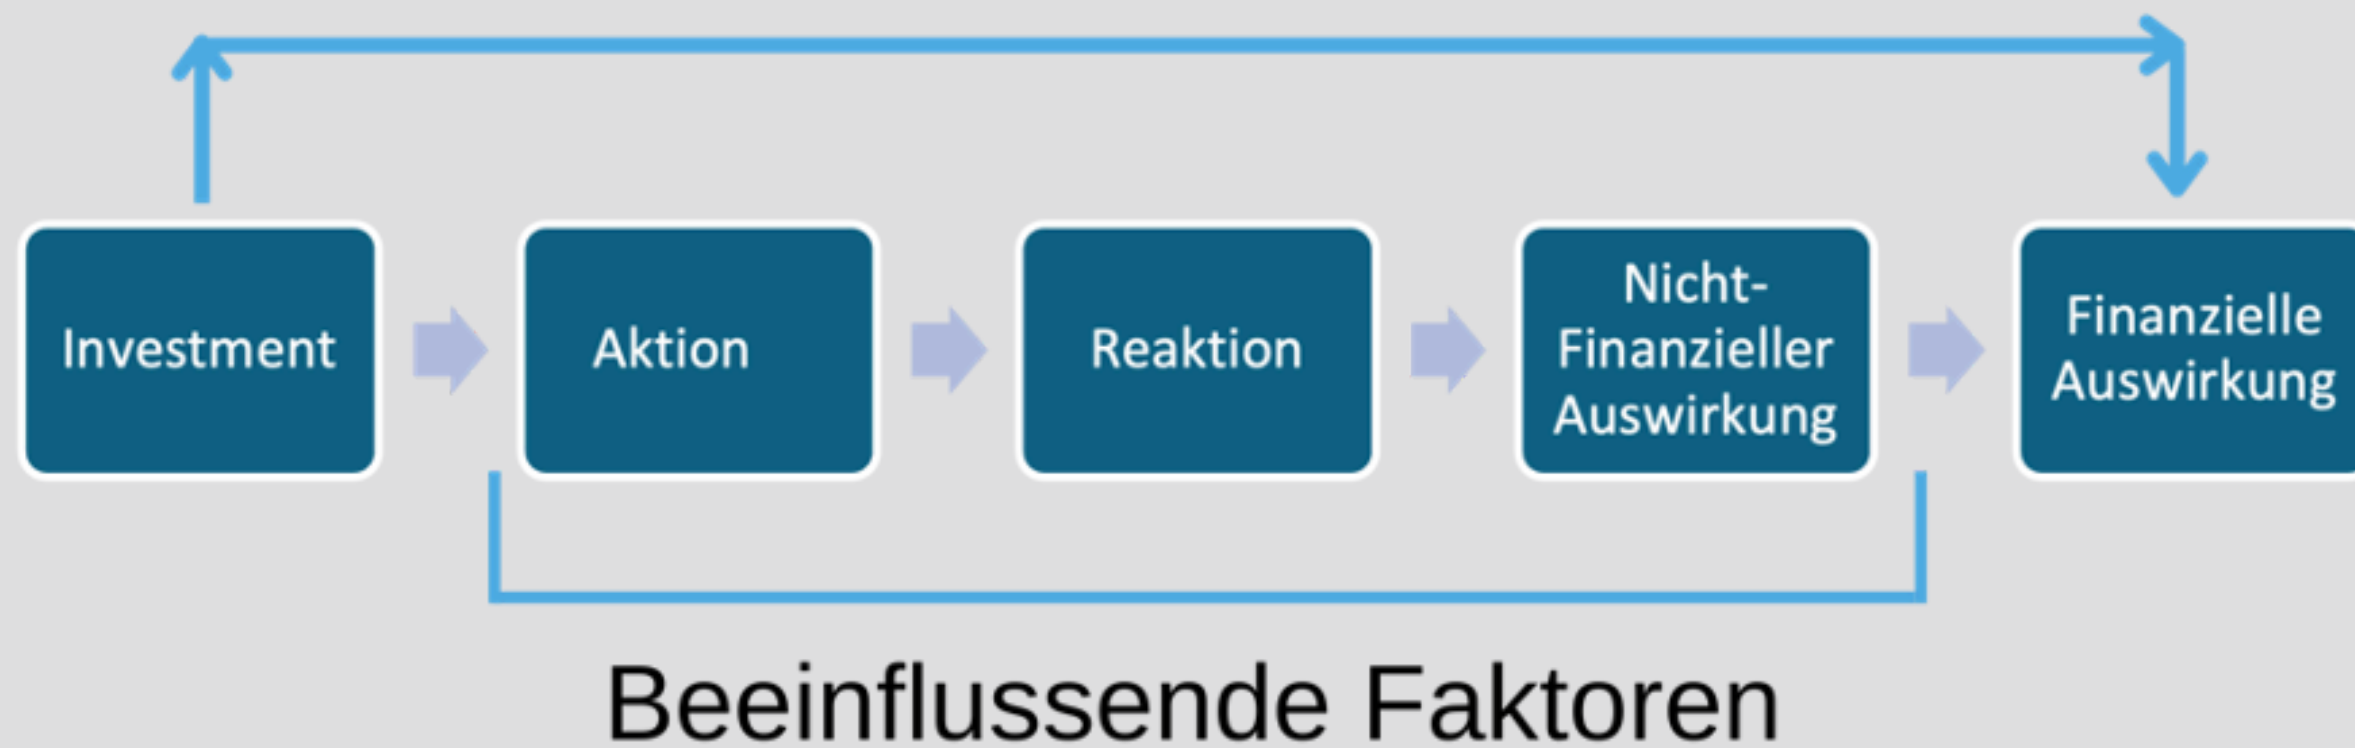 Investment
Aktion
Reaktion
Nicht-
Finanzieller
Auswirkung
Finanzielle
Auswirkung
Beeinflussende Faktoren